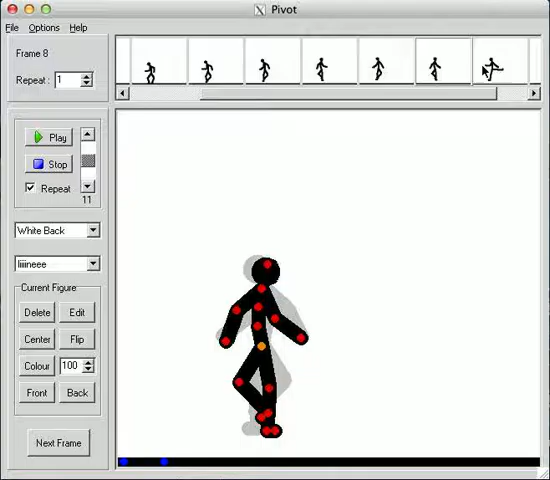 Pivot
File Options Help
Frame 8
Repeat: 1
Play
Stop
Repeat
11
White Back
liiiineee
Current Figure
Delete Edit
Center Flip
Colour 100
Front Back
Next Frame